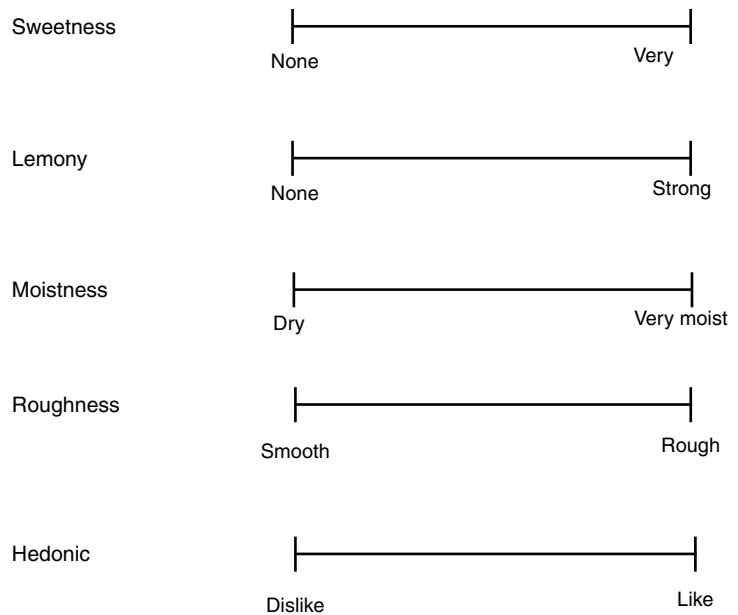 Sweetness
None Very
Lemony
None Strong
Moistness
Dry Very moist
Roughness
Smooth Rough
Hedonic
Dislike Like